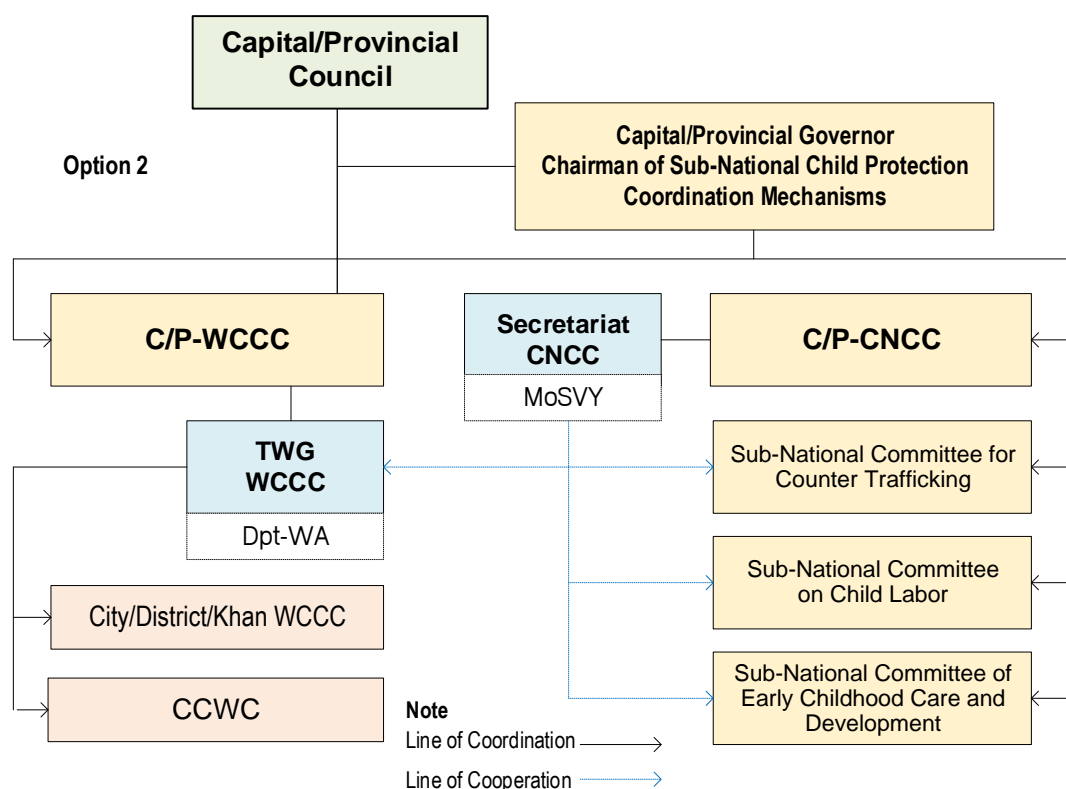 Capital/Provincial
Council
Capital/Provincial Governor
Chairman of Sub-National Child Protection
Coordination Mechanisms
Option 2
C/P-WCCC
Secretariat
CNCC
MoSVY
C/P-CNCC
TWG
WCCC
Dpt-WA
Sub-National Committee for
Counter Trafficking
Sub-National Committee
on Child Labor
City/District/Khan WCCC
CCWC
Sub-National Committee of
Early Childhood Care and
Development
Note
Line of Coordination
Line of Cooperation